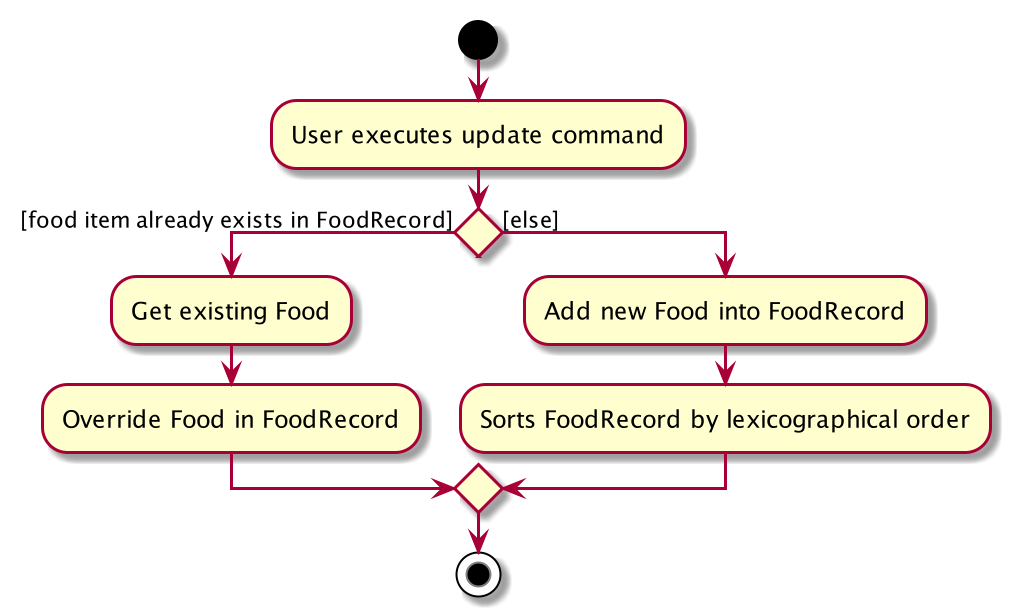 User executes update command
[food item already exists in FoodRecord]
[else]
Get existing Food
Add new Food into FoodRecord
Override Food in FoodRecord
Sorts FoodRecord by lexicographical order